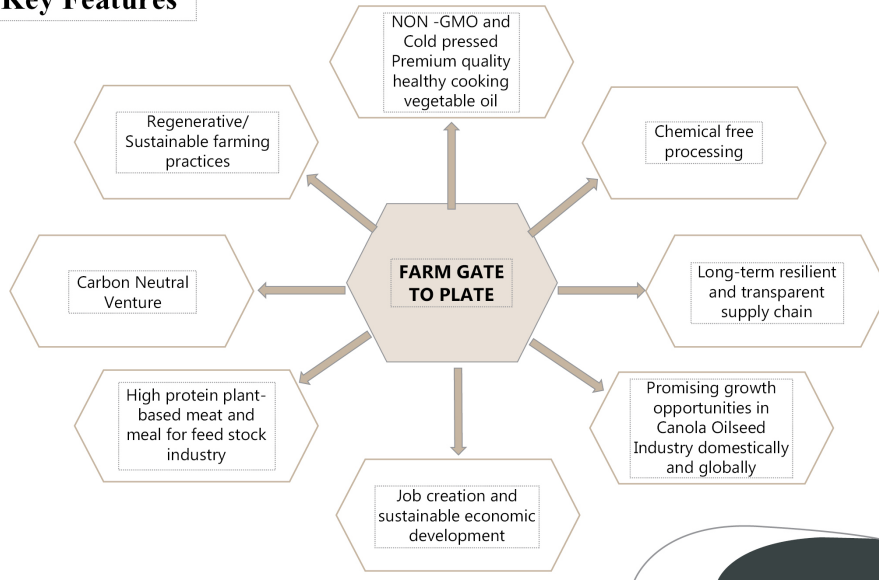 Key Features
NON -GMO and
Cold pressed
Premium quality
healthy cooking
vegetable oil
Regenerative/
Sustainable farming
practices
Chemical free
processing
FARM GATE
TO PLATE
Carbon Neutral
Venture
Long-term resilient
and transparent
supply chain
High protein plant-
based meat and
meal for feed stock
industry
Promising growth
opportunities in
Canola Oilseed
Industry domestically
and globally
Job creation and
sustainable economic
development